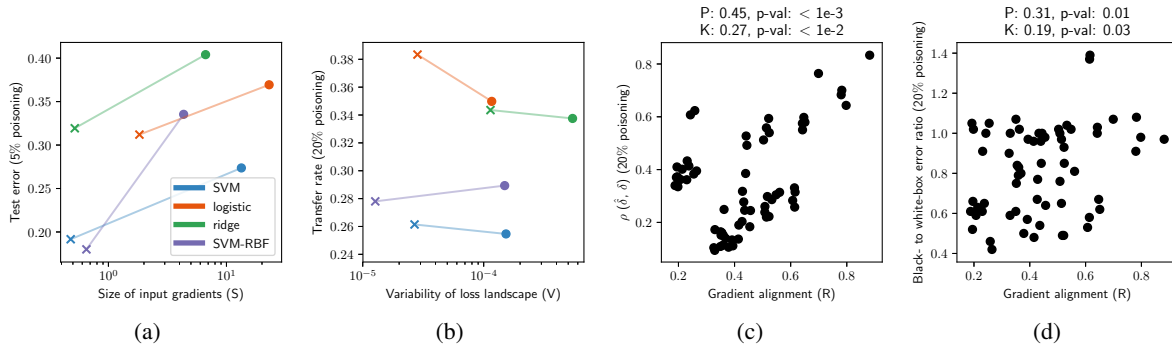 P: 0.45, p-val: < 1e-3
K: 0.27, p-val: < 1e-2
P: 0.31, p-val: 0.01
K: 0.19, p-val: 0.03
Test error (5% poisoning)
0.40
0.35
0.30
0.25
0.20
SVM
logistic
ridge
SVM-RBF
10⁰
10¹
Size of input gradients (S)
(a)
Transfer rate (20% poisoning)
0.38
0.36
0.34
0.32
0.30
0.28
0.26
0.24
10⁻⁵
10⁻⁴
Variability of loss landscape (V)
(b)
ρ (δ̂, δ) (20% poisoning)
0.8
0.6
0.4
0.2
0.2
0.4
0.6
0.8
Gradient alignment (R)
(c)
Black- to white-box error ratio (20% poisoning)
1.4
1.2
1.0
0.8
0.6
0.4
0.2
0.4
0.6
0.8
Gradient alignment (R)
(d)